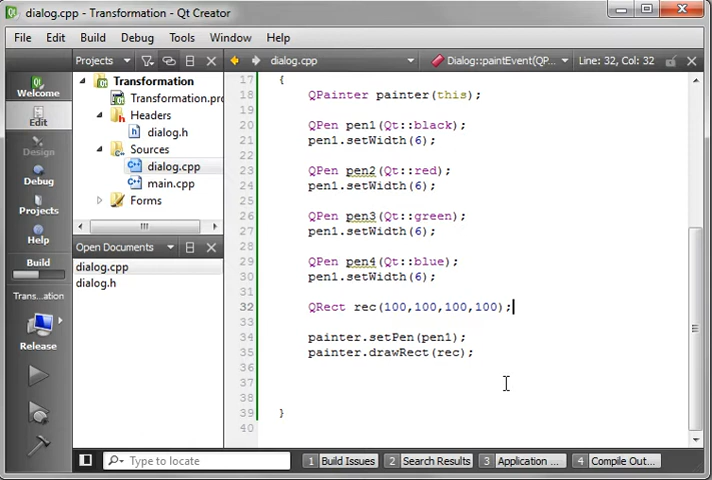 dialog.cpp - Transformation - Qt Creator
File Edit Build Debug Tools Window Help
Projects
dialog.cpp
Dialog::paintEvent(QP...
Line: 32, Col: 32
Welcome
Edit
Design
Debug
Projects
Help
Build
Trans...ation
Release
Transformation
Transformation.prc
Headers
dialog.h
Sources
dialog.cpp
main.cpp
Forms
Open Documents
dialog.cpp
dialog.h
17 {
18 QPainter painter(this);
19
20 QPen pen1(Qt::black);
21 pen1.setWidth(6);
22
23 QPen pen2(Qt::red);
24 pen1.setWidth(6);
25
26 QPen pen3(Qt::green);
27 pen1.setWidth(6);
28
29 QPen pen4(Qt::blue);
30 pen1.setWidth(6);
31
32 QRect rec(100,100,100,100);
33
34 painter.setPen(pen1);
35 painter.drawRect(rec);
36
37
38
39 }
40
Type to locate
1 Build Issues
2 Search Results
3 Application ...
4 Compile Out...